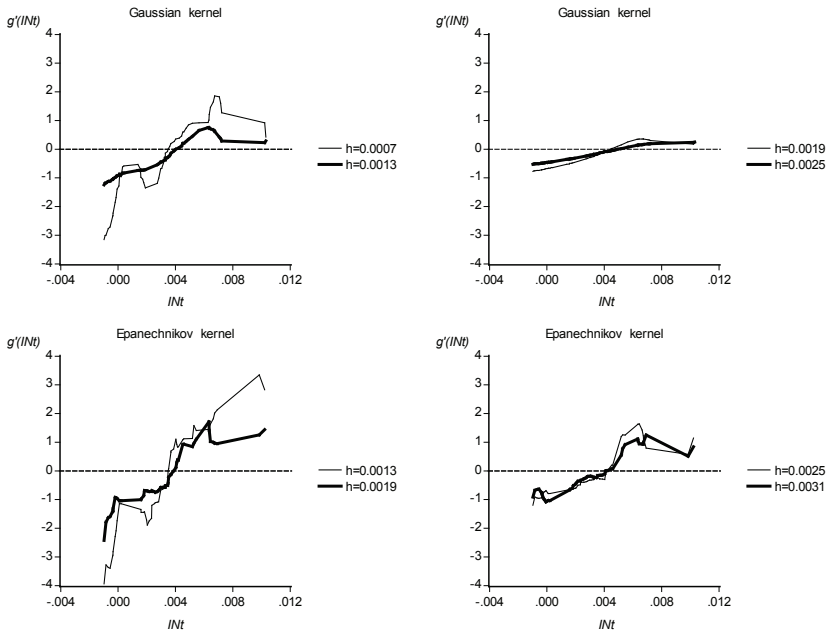 Gaussian kernel
g'(INt)
4
3
2
1
0
-1
-2
-3
-4
-.004 .000 .004 .008 .012
INt
h=0.0007
h=0.0013
Gaussian kernel
g'(INt)
4
3
2
1
0
-1
-2
-3
-4
-.004 .000 .004 .008 .012
INt
h=0.0019
h=0.0025
Epanechnikov kernel
g'(INt)
4
3
2
1
0
-1
-2
-3
-4
-.004 .000 .004 .008 .012
INt
h=0.0013
h=0.0019
Epanechnikov kernel
g'(INt)
4
3
2
1
0
-1
-2
-3
-4
-.004 .000 .004 .008 .012
INt
h=0.0025
h=0.0031